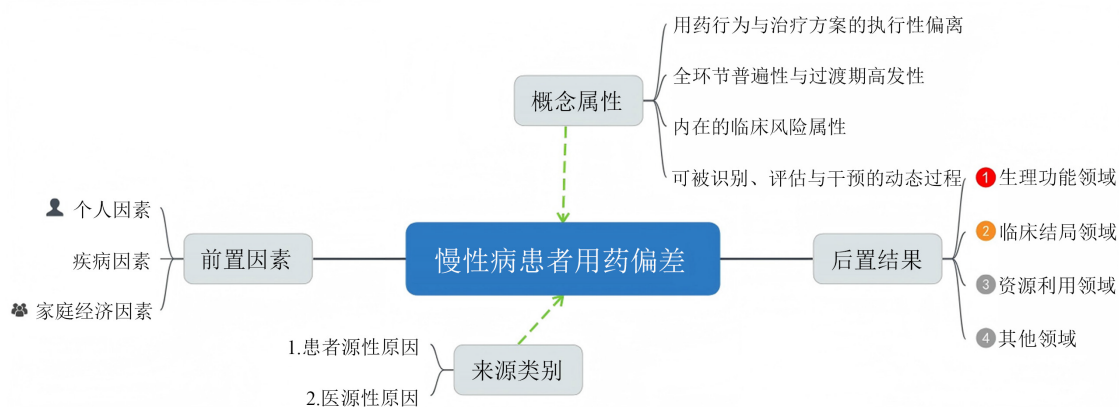 用药行为与治疗方案的执行性偏离
全环节普遍性与过渡期高发性
概念属性
内在的临床风险属性
可被识别、评估与干预的动态过程
1 生理功能领域
个人因素
2 临床结局领域
疾病因素
前置因素
慢性病患者用药偏差
后置结果
3 资源利用领域
家庭经济因素
4 其他领域
1.患者源性原因
来源类别
2.医源性原因